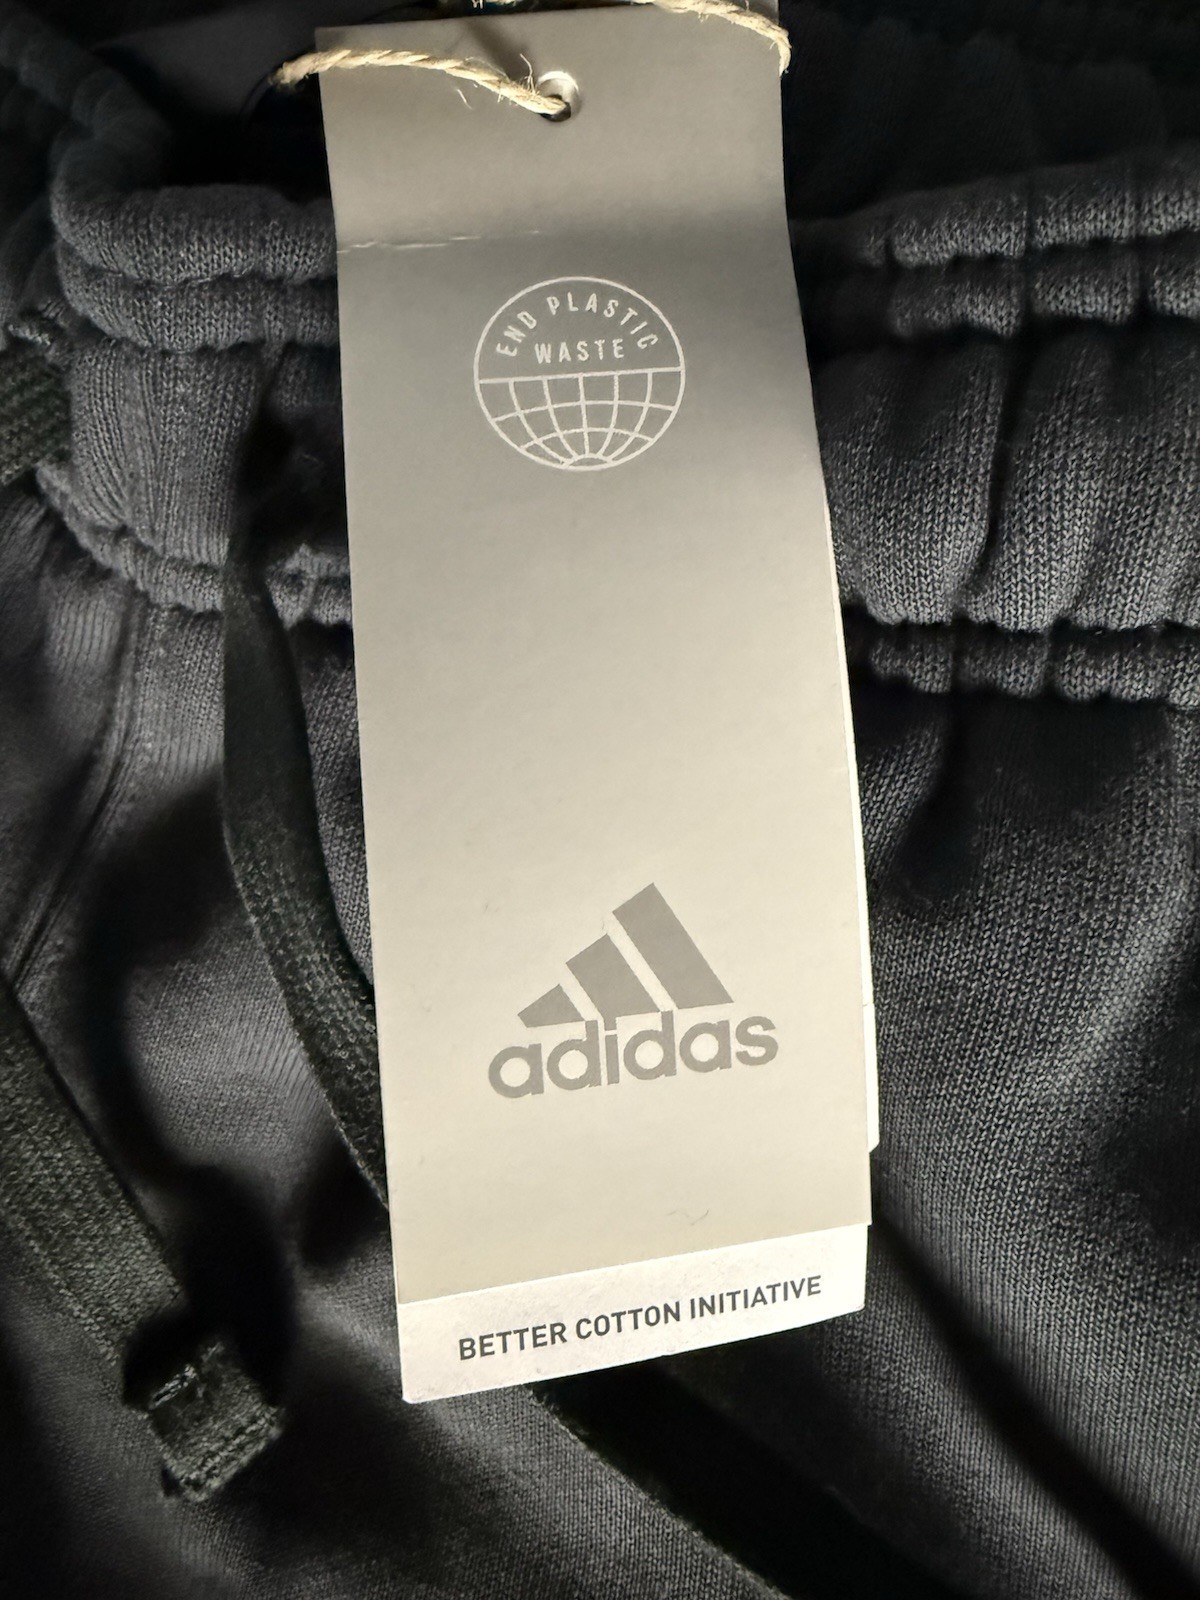 END PLASTIC
WASTE
adidas
BETTER COTTON INITIATIVE